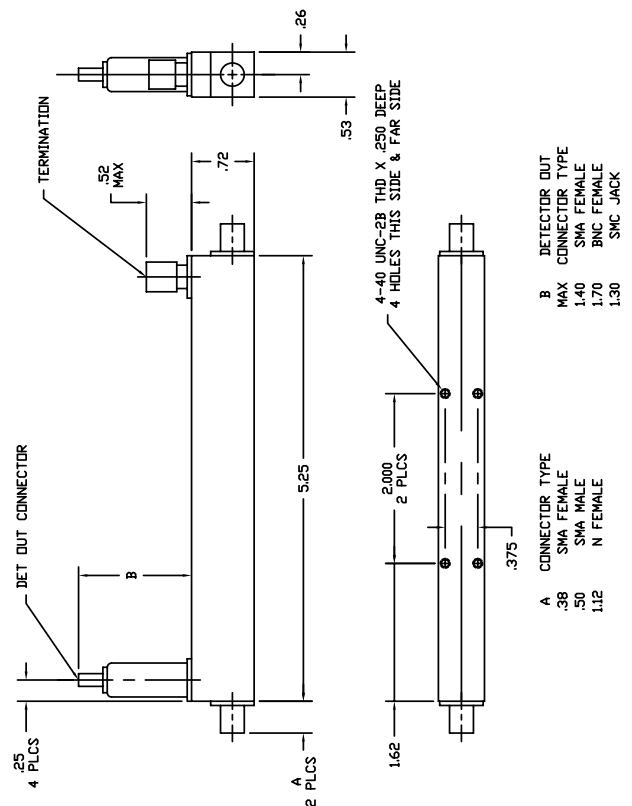 .26
.53
TERMINATION
.52
MAX
.72
DET OUT CONNECTOR
B
5.25
.25
4 PLCS
A
2 PLCS
4-40 UNC-2B THD X .250 DEEP
4 HOLES THIS SIDE & FAR SIDE
2.000
2 PLCS
1.62
.375
A CONNECTOR TYPE
.38 SMA FEMALE
.50 SMA MALE
1.12 N FEMALE
B DETECTOR OUT
MAX CONNECTOR TYPE
1.40 SMA FEMALE
1.70 BNC FEMALE
1.30 SMC JACK